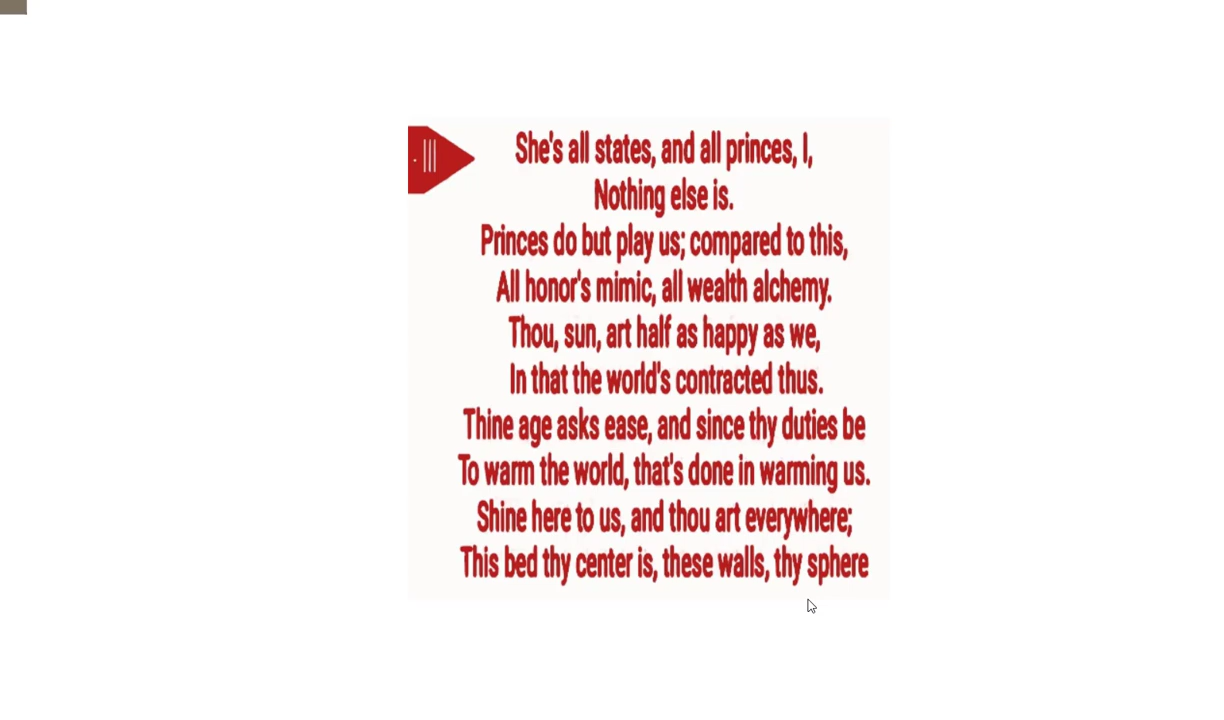 She's all states, and all princes, I,
Nothing else is.
Princes do but play us; compared to this,
All honor's mimic, all wealth alchemy.
Thou, sun, art half as happy as we,
In that the world's contracted thus.
Thine age asks ease, and since thy duties be
To warm the world, that's done in warming us.
Shine here to us, and thou art everywhere;
This bed thy center is, these walls, thy sphere